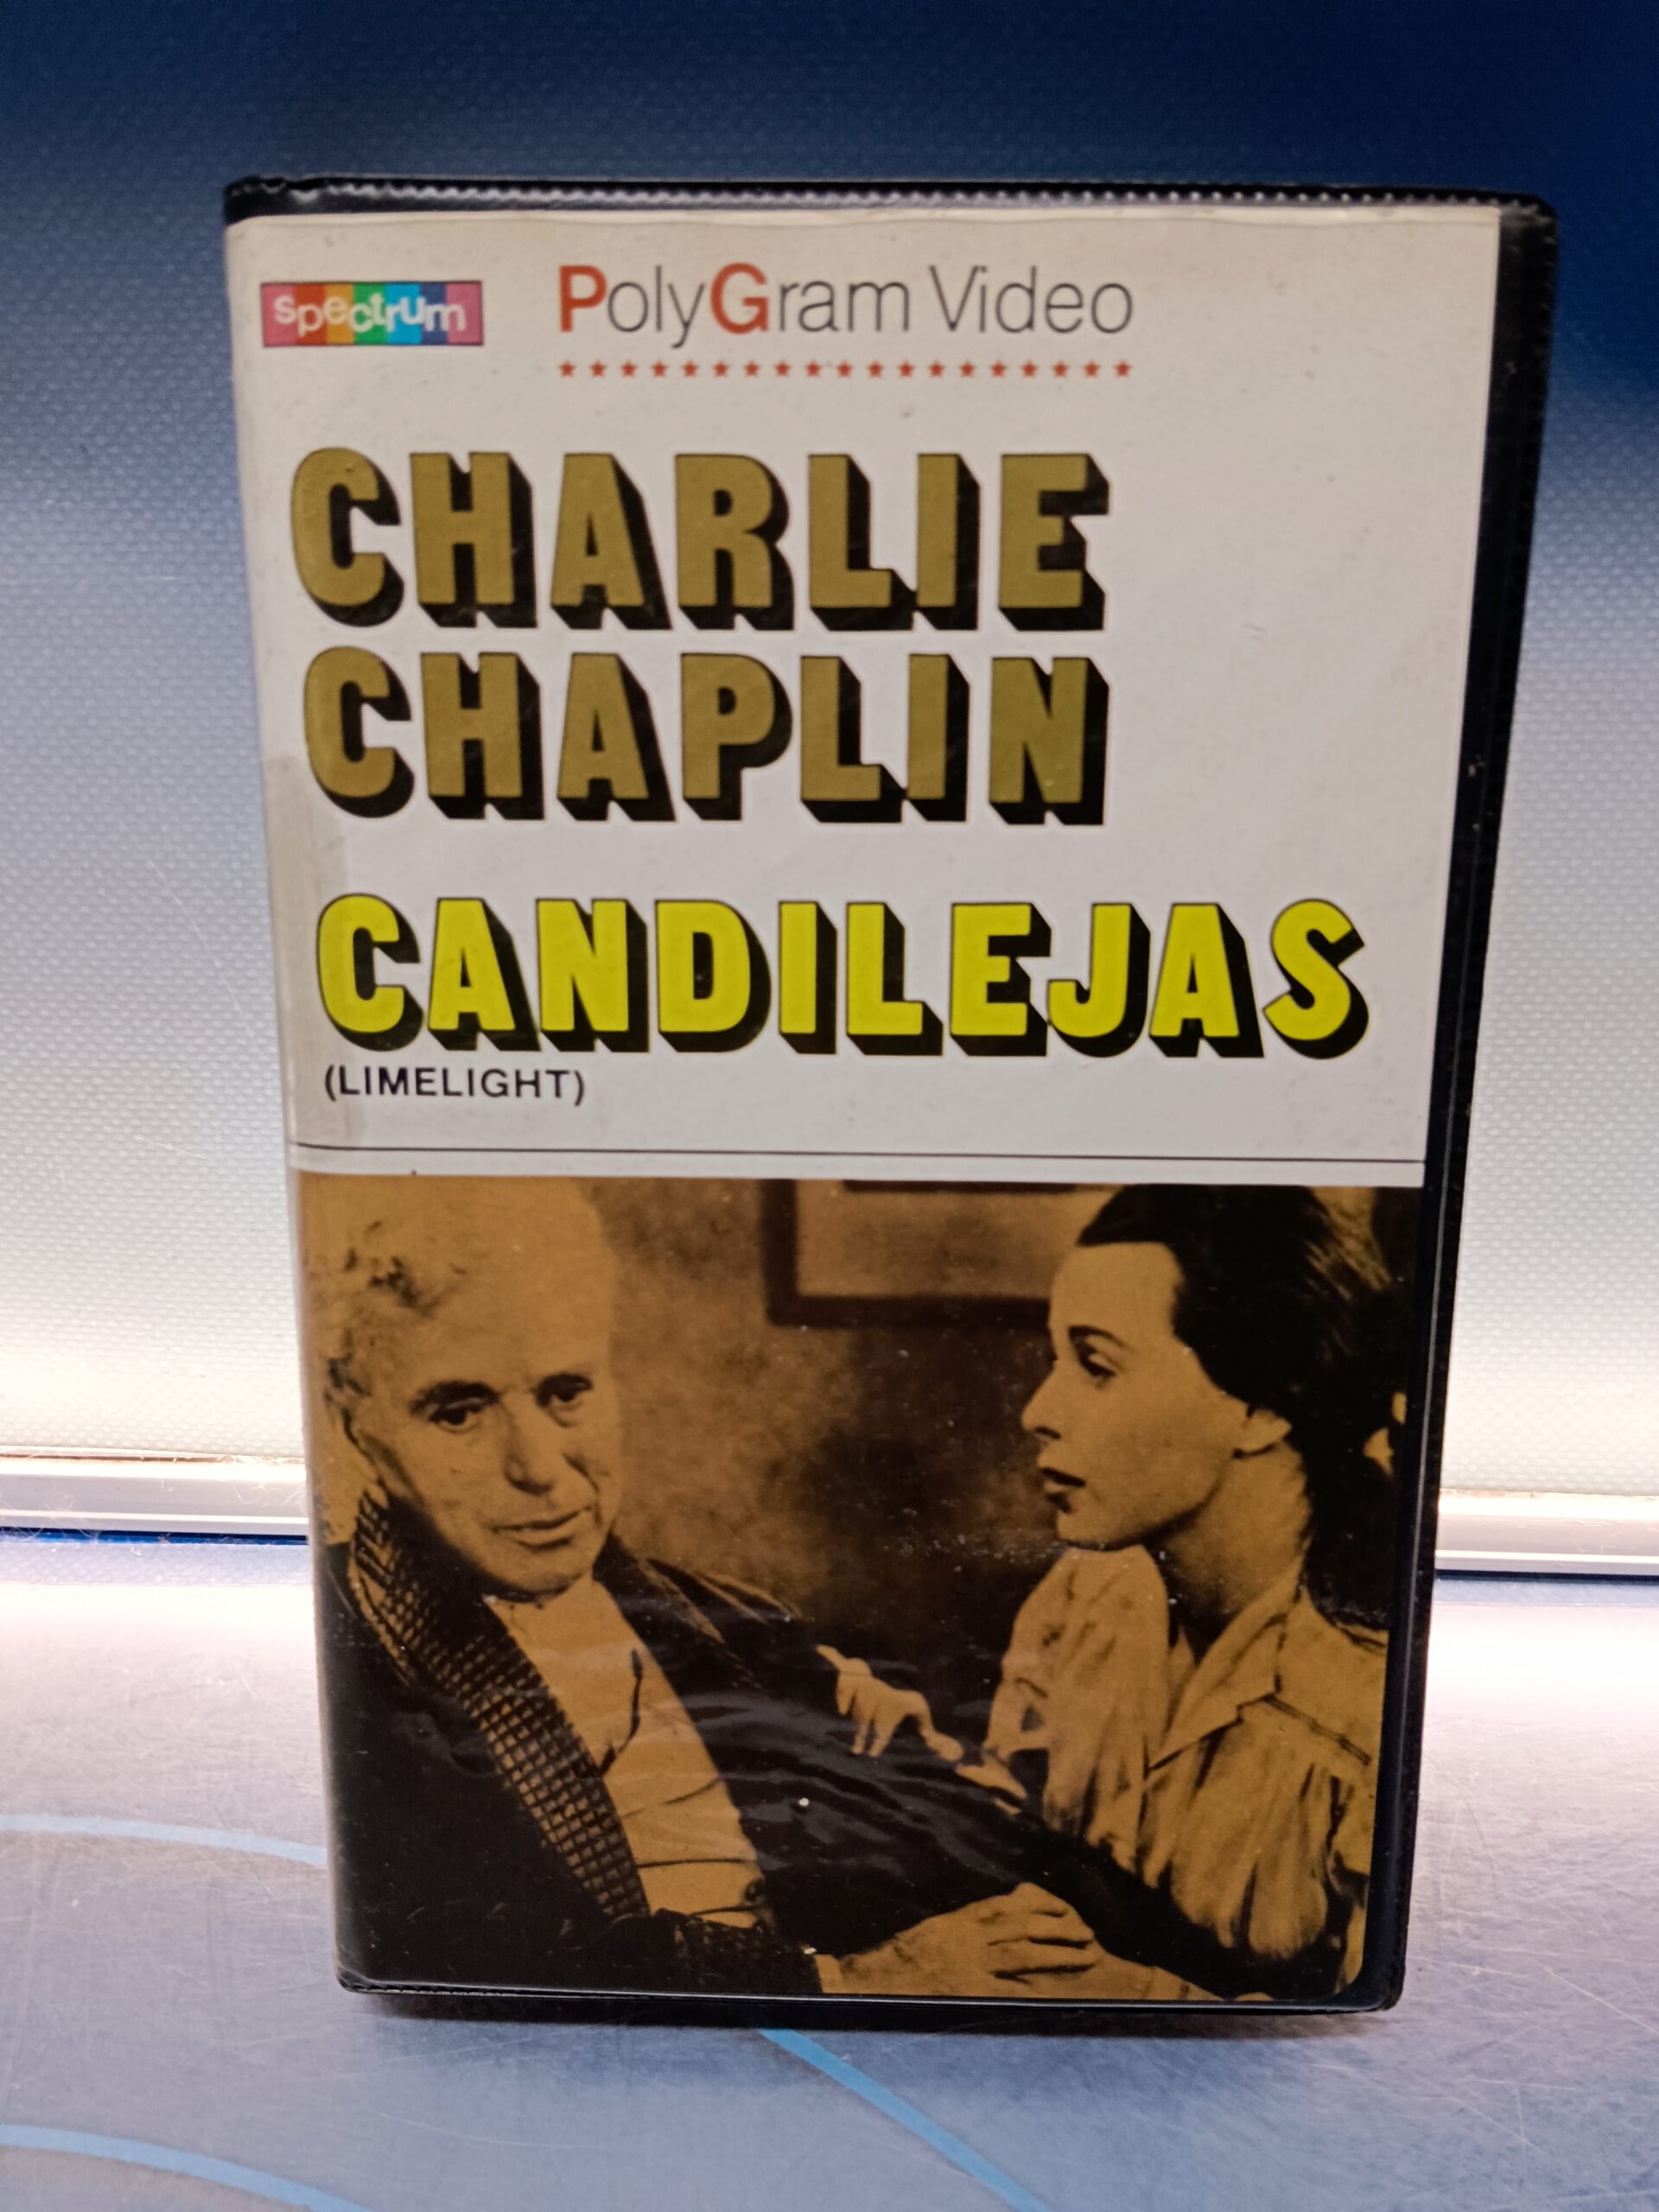 spectrum
PolyGram Video
CHARLIE
CHAPLIN
CANDILEJAS
(LIMELIGHT)